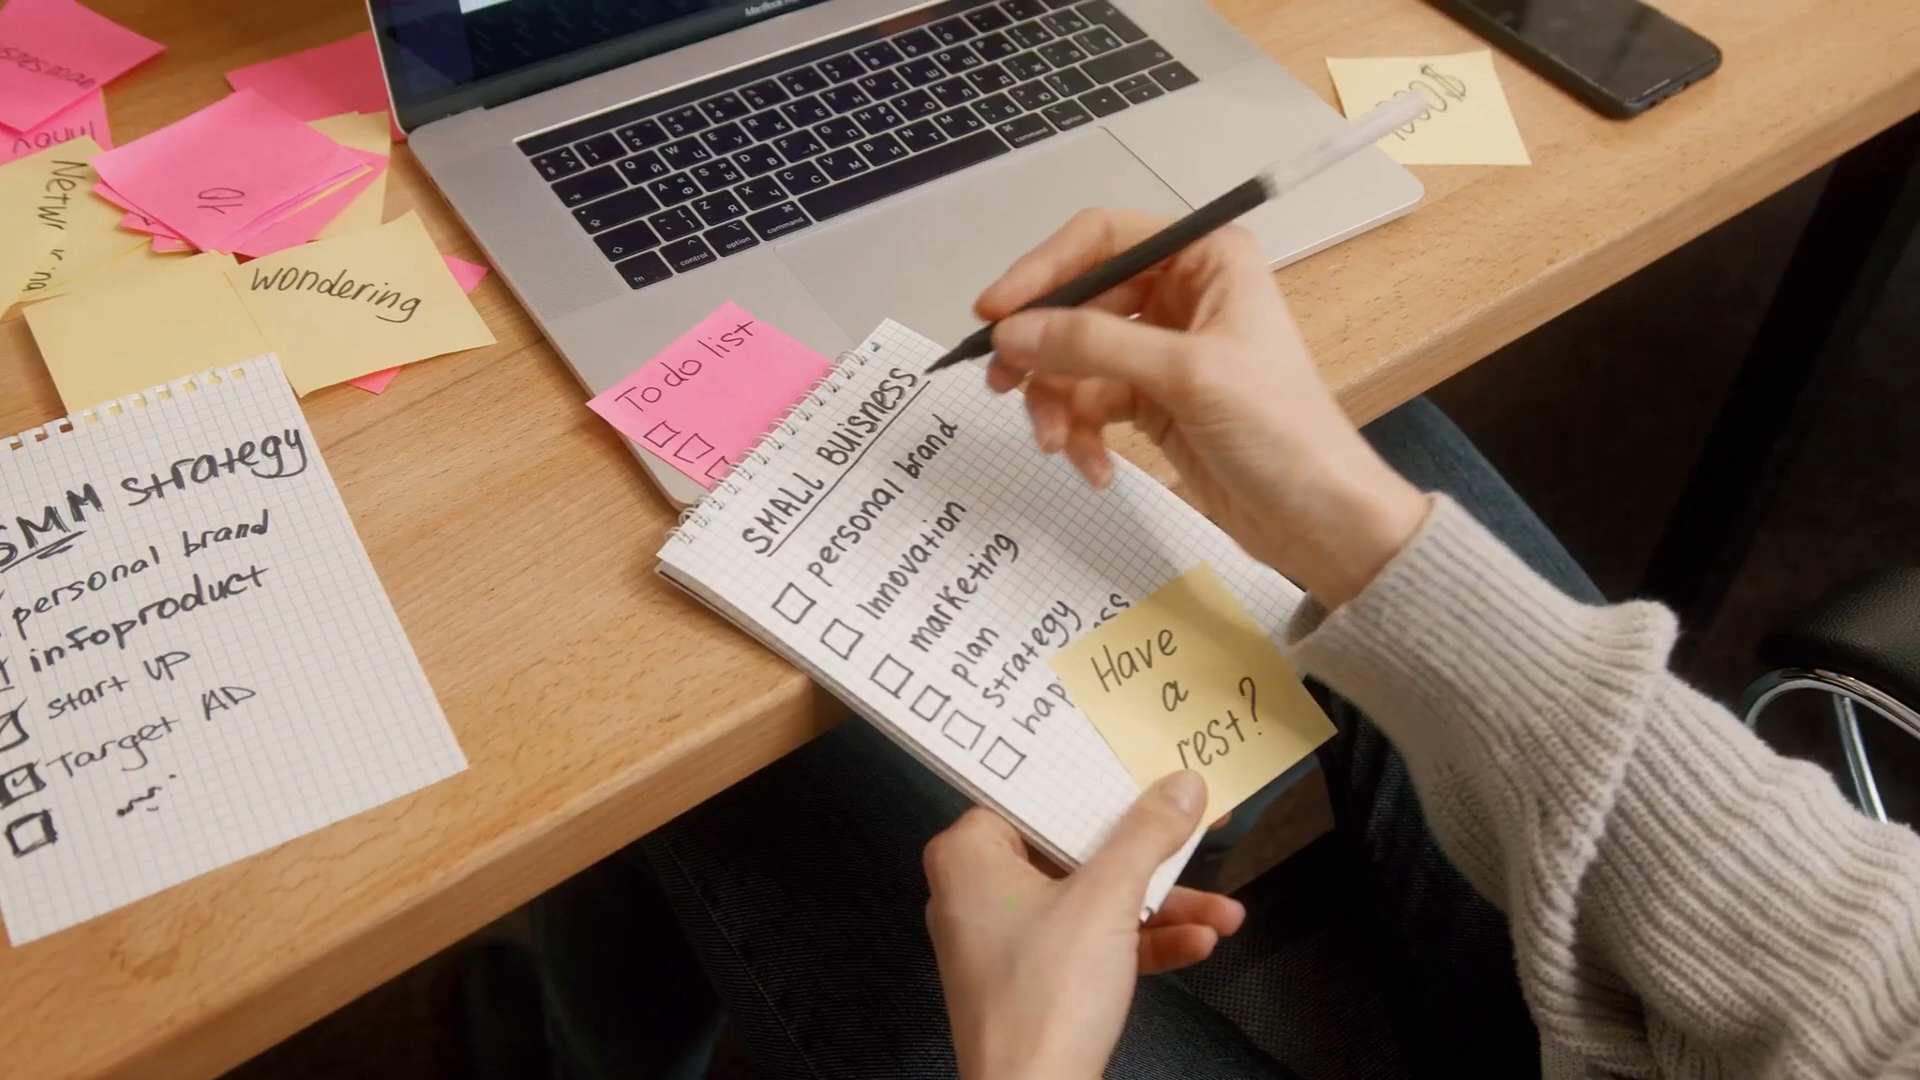 wondering
To do list
SMM strategy
personal brand
infoproduct
start UP
Target AD
SMALL BUISNESS
personal brand
Innovation
marketing
plan
strategy
Have
a
rest?